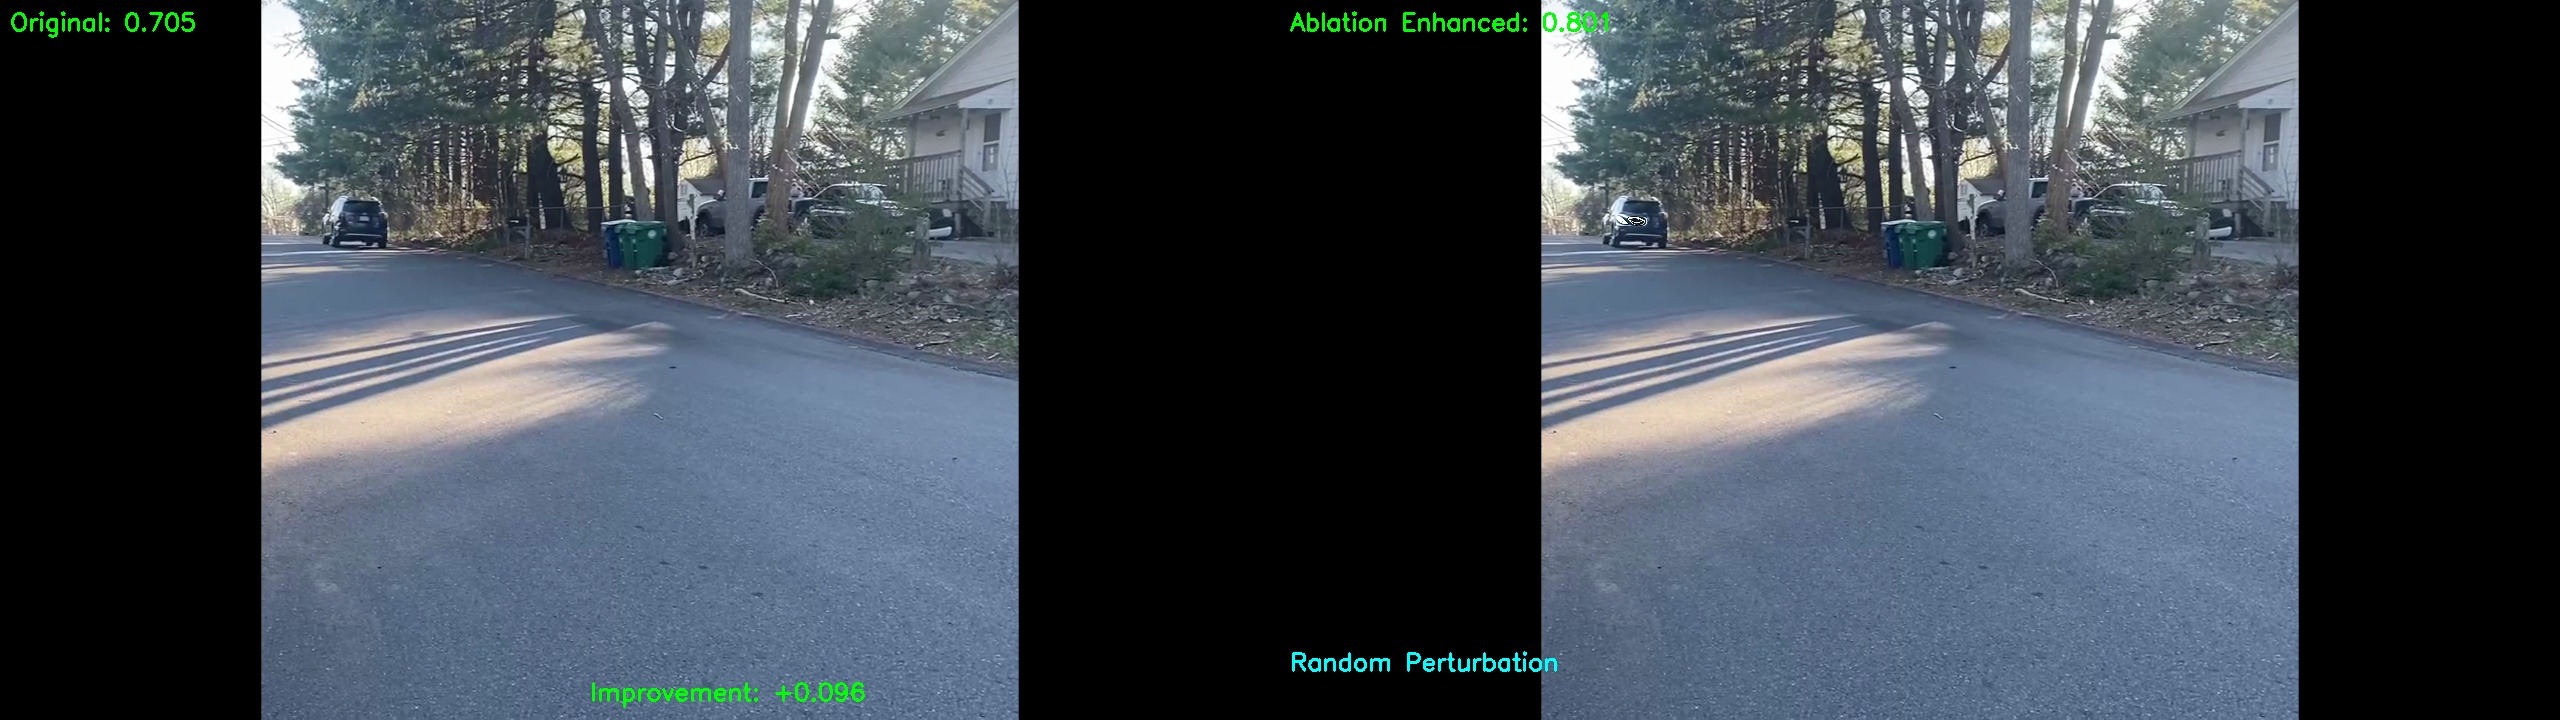 Original: 0.705
Ablation Enhanced: 0.801
Random Perturbation
Improvement: +0.096